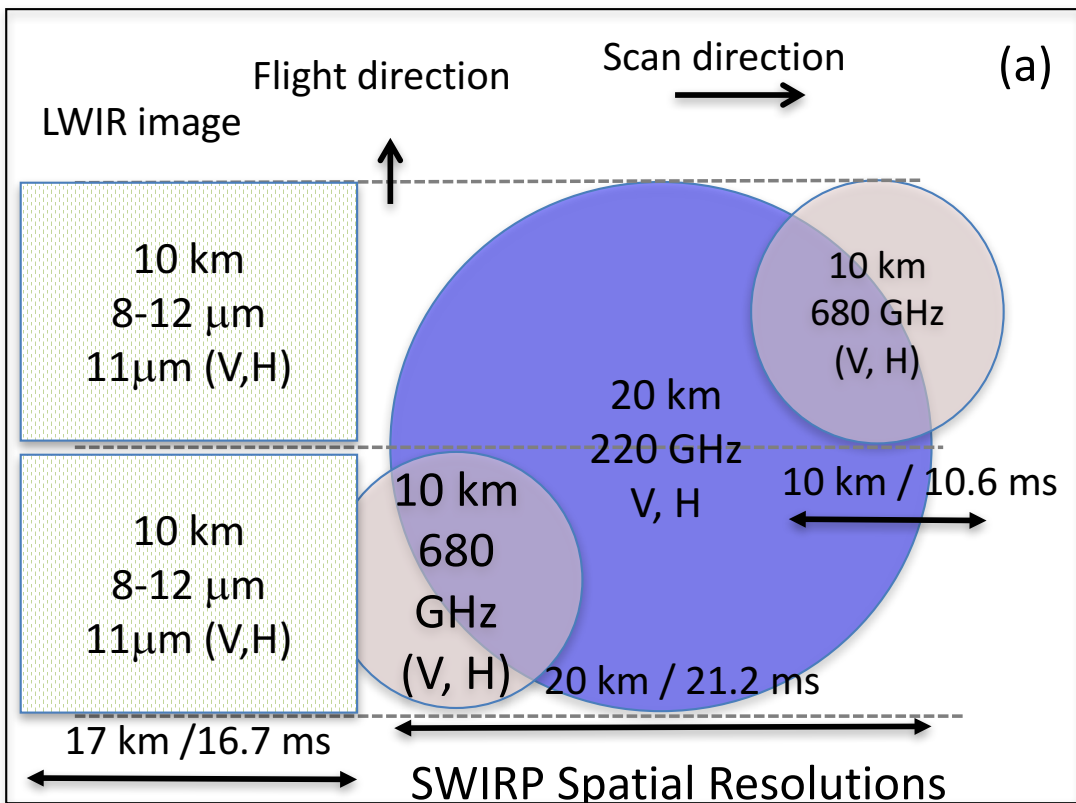 Flight direction
Scan direction
(a)
LWIR image
10 km
8-12 μm
11μm (V,H)
10 km
680 GHz
(V, H)
20 km
220 GHz
V, H
10 km / 10.6 ms
10 km
8-12 μm
11μm (V,H)
10 km
680
GHz
(V, H)
20 km / 21.2 ms
17 km /16.7 ms
SWIRP Spatial Resolutions